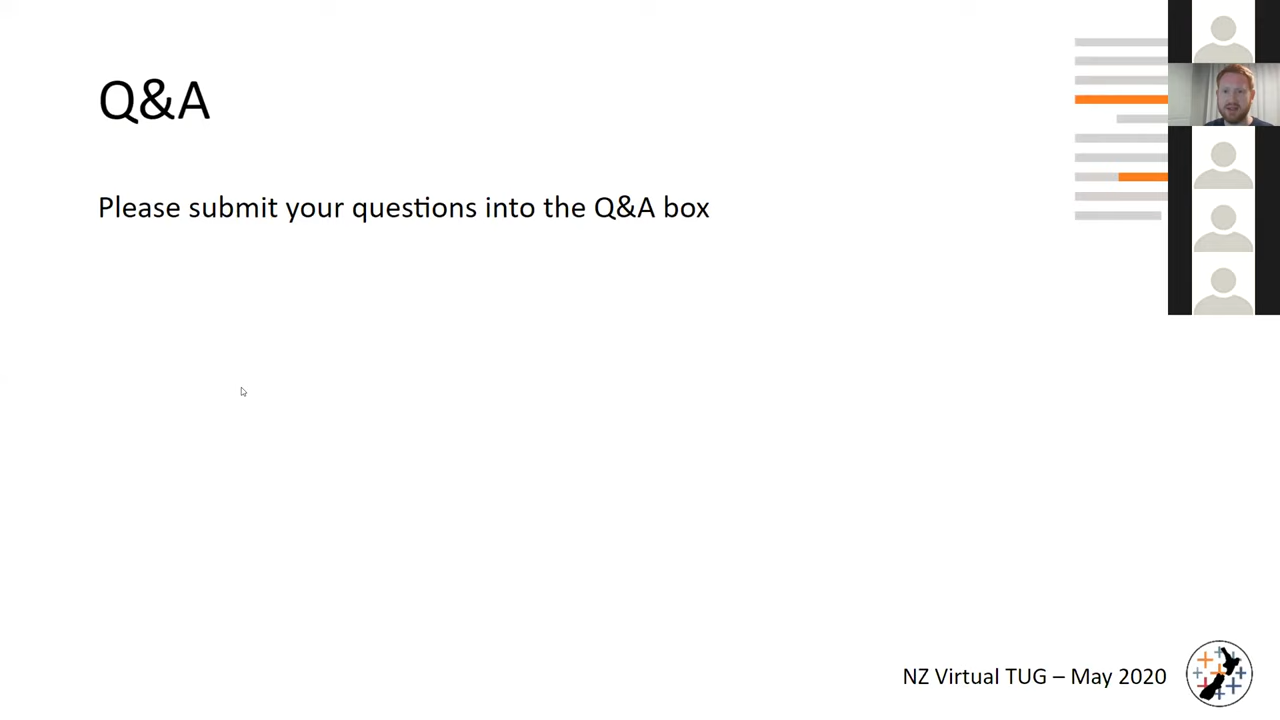 Q&A
Please submit your questions into the Q&A box
NZ Virtual TUG – May 2020